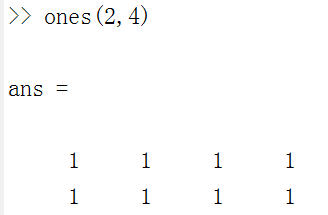 >> ones(2,4)
ans =
1 1 1 1
1 1 1 1